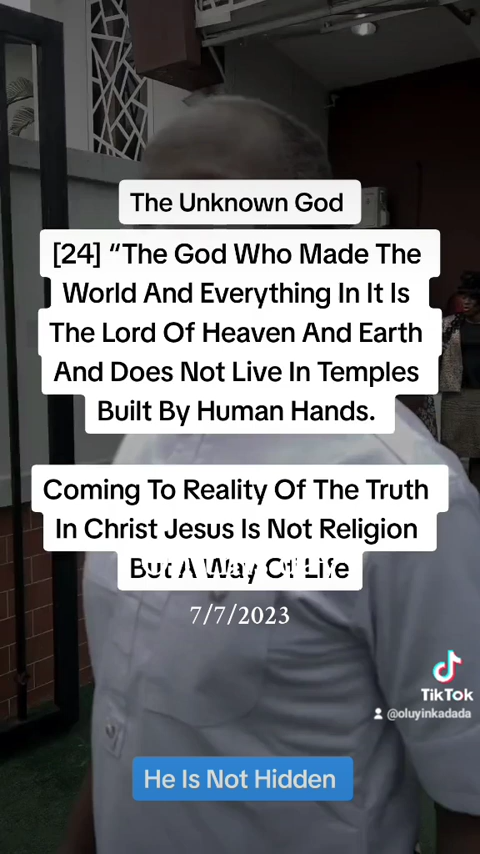 The Unknown God
[24] “The God Who Made The
World And Everything In It Is
The Lord Of Heaven And Earth
And Does Not Live In Temples
Built By Human Hands.
Coming To Reality Of The Truth
In Christ Jesus Is Not Religion
But A Way Of Life
7/7/2023
TikTok
@oluyinkadada
He Is Not Hidden